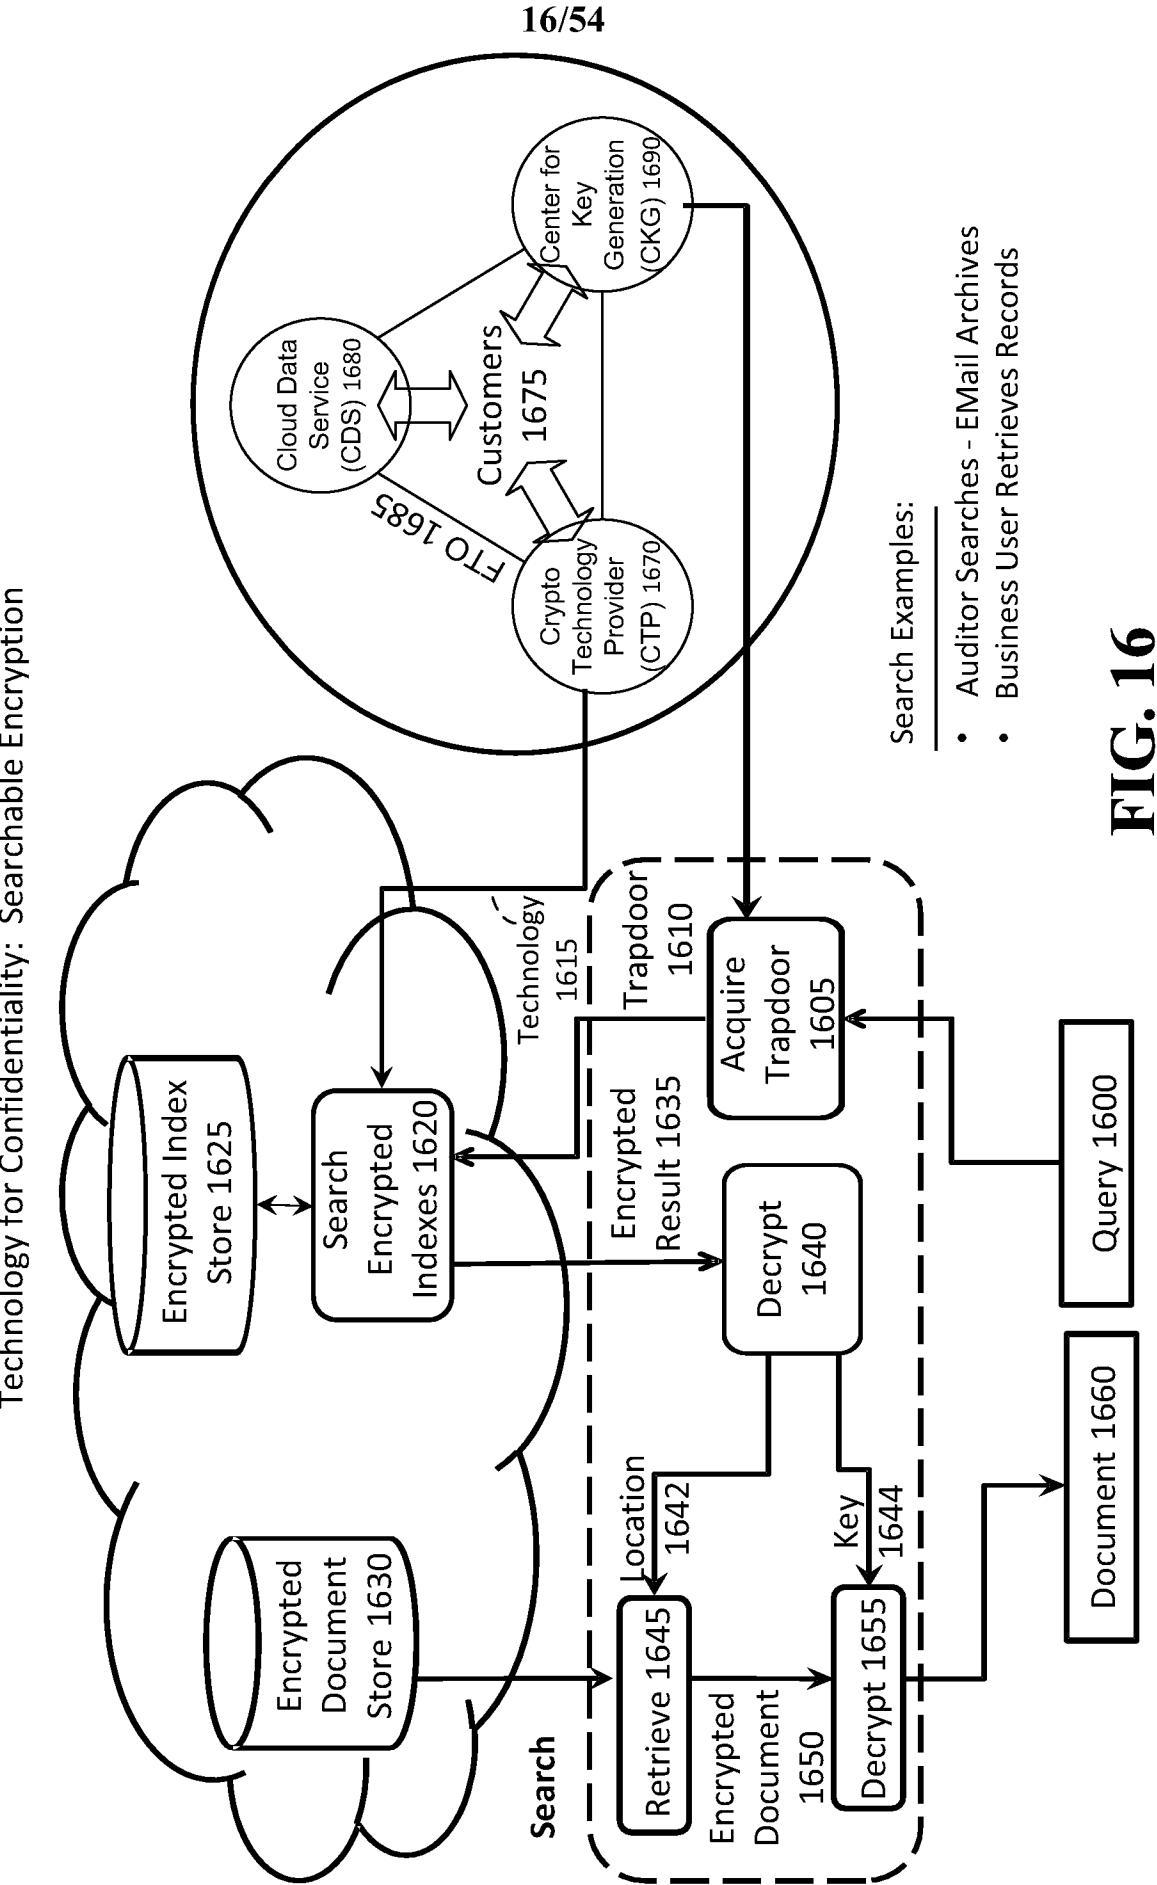 16/54
Technology for Confidentiality: Searchable Encryption
Encrypted
Document
Store 1630
Encrypted Index
Store 1625
Search
Encrypted
Indexes 1620
Cloud Data
Service
(CDS) 1680
FTO 1685
Customers
1675
Crypto
Technology
Provider
(CTP) 1670
Center for
Key
Generation
(CKG) 1690
Technology
1615
Search
Location
1642
Encrypted
Result 1635
Trapdoor
1610
Retrieve 1645
Encrypted
Document
1650
Decrypt 1655
Key
1644
Decrypt
1640
Acquire
Trapdoor
1605
Search Examples:
• Auditor Searches - EMail Archives
• Business User Retrieves Records
Document 1660
Query 1600
FIG. 16